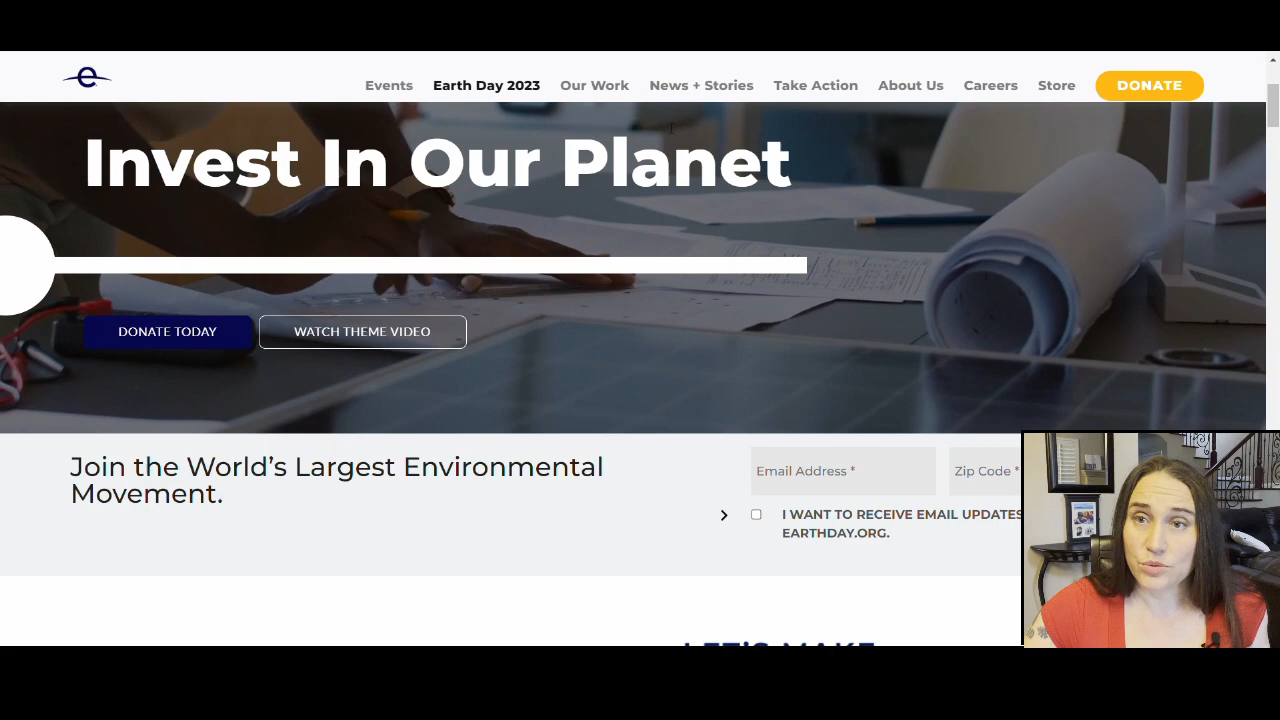 Events Earth Day 2023 Our Work News + Stories Take Action About Us Careers Store DONATE
Invest In Our Planet
DONATE TODAY WATCH THEME VIDEO
Join the World's Largest Environmental
Movement.
Email Address * Zip Code *
I WANT TO RECEIVE EMAIL UPDATES
EARTHDAY.ORG.
LET'S MAKE